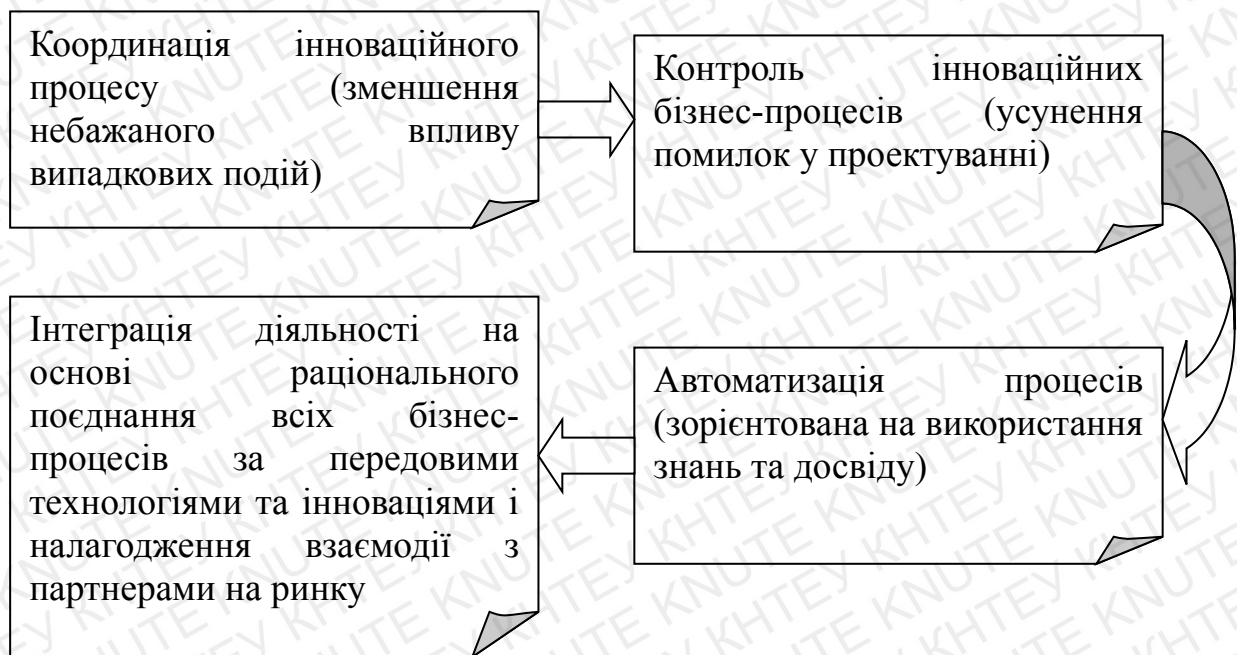 Координація інноваційного
процесу (зменшення
небажаного впливу
випадкових подій)
Контроль інноваційних
бізнес-процесів (усунення
помилок у проектуванні)
Автоматизація процесів
(зорієнтована на використання
знань та досвіду)
Інтеграція діяльності на
основі раціонального
поєднання всіх бізнес-
процесів за передовими
технологіями та інноваціями і
налагодження взаємодії з
партнерами на ринку